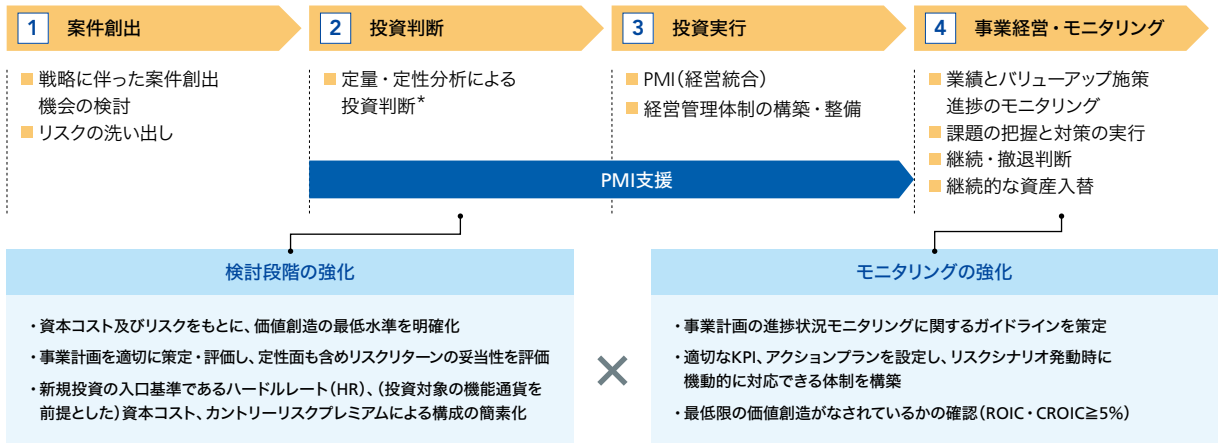 1 案件創出
2 投資判断
3 投資実行
4 事業経営・モニタリング
戦略に伴った案件創出
機会の検討
リスクの洗い出し
定量・定性分析による
投資判断*
PMI（経営統合）
経営管理体制の構築・整備
業績とバリューアップ施策
進捗のモニタリング
課題の把握と対策の実行
継続・撤退判断
継続的な資産入替
PMI支援
検討段階の強化
・資本コスト及びリスクをもとに、価値創造の最低水準を明確化
・事業計画を適切に策定・評価し、定性面も含めリスクリターンの妥当性を評価
・新規投資の入口基準であるハードルレート（HR）、（投資対象の機能通貨を
前提とした）資本コスト、カントリーリスクプレミアムによる構成の簡素化
×
モニタリングの強化
・事業計画の進捗状況モニタリングに関するガイドラインを策定
・適切なKPI、アクションプランを設定し、リスクシナリオ発動時に
機動的に対応できる体制を構築
・最低限の価値創造がなされているかの確認（ROIC・CROIC≧5%）